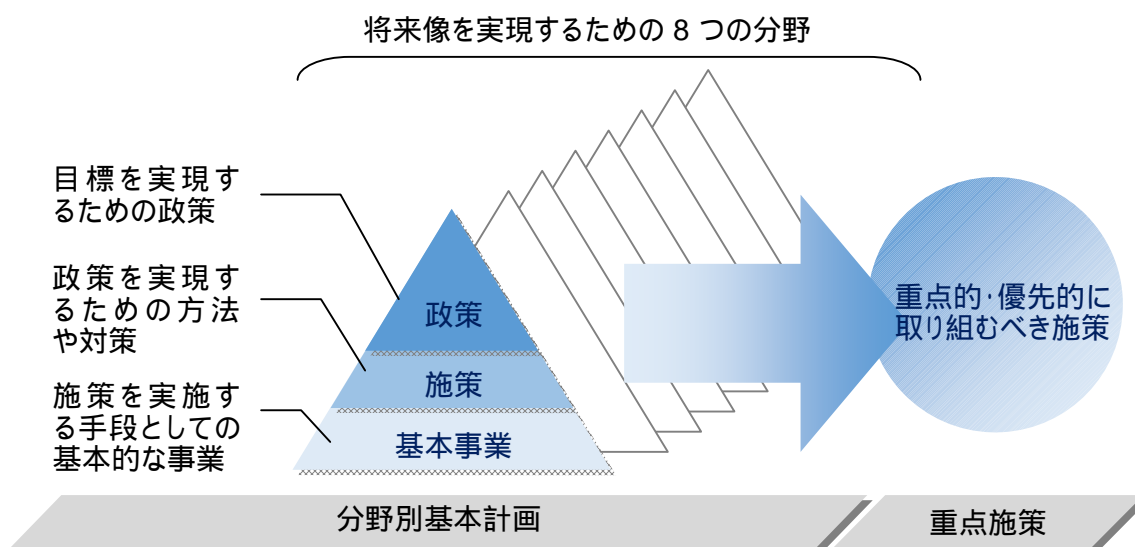 将来像を実現するための８つの分野
目標を実現す
るための政策
政策を実現す
るための方法
や対策
施策を実施す
る手段としての
基本的な事業
政策
施策
基本事業
重点的･優先的に
取り組むべき施策
分野別基本計画
重点施策